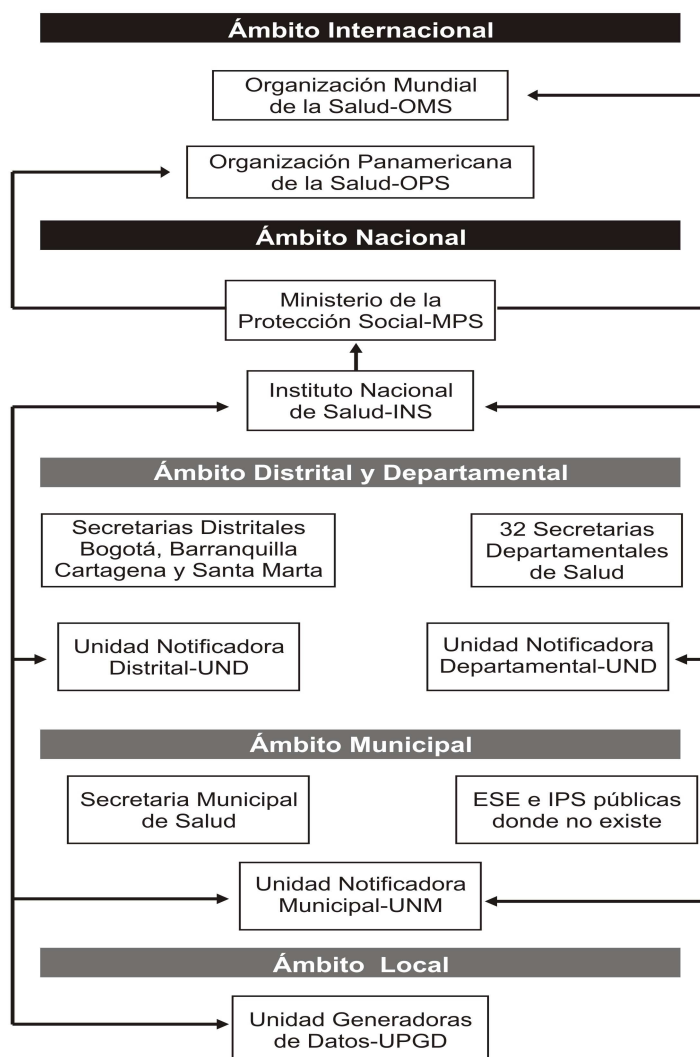 Ámbito Internacional
Organización Mundial
de la Salud-OMS
Organización Panamericana
de la Salud-OPS
Ámbito Nacional
Ministerio de la
Protección Social-MPS
Instituto Nacional
de Salud-INS
Ámbito Distrital y Departamental
Secretarias Distritales
Bogotá, Barranquilla
Cartagena y Santa Marta
32 Secretarias
Departamentales
de Salud
Unidad Notificadora
Distrital-UND
Unidad Notificadora
Departamental-UND
Ámbito Municipal
Secretaria Municipal
de Salud
ESE e IPS públicas
donde no existe
Unidad Notificadora
Municipal-UNM
Ámbito Local
Unidad Generadoras
de Datos-UPGD